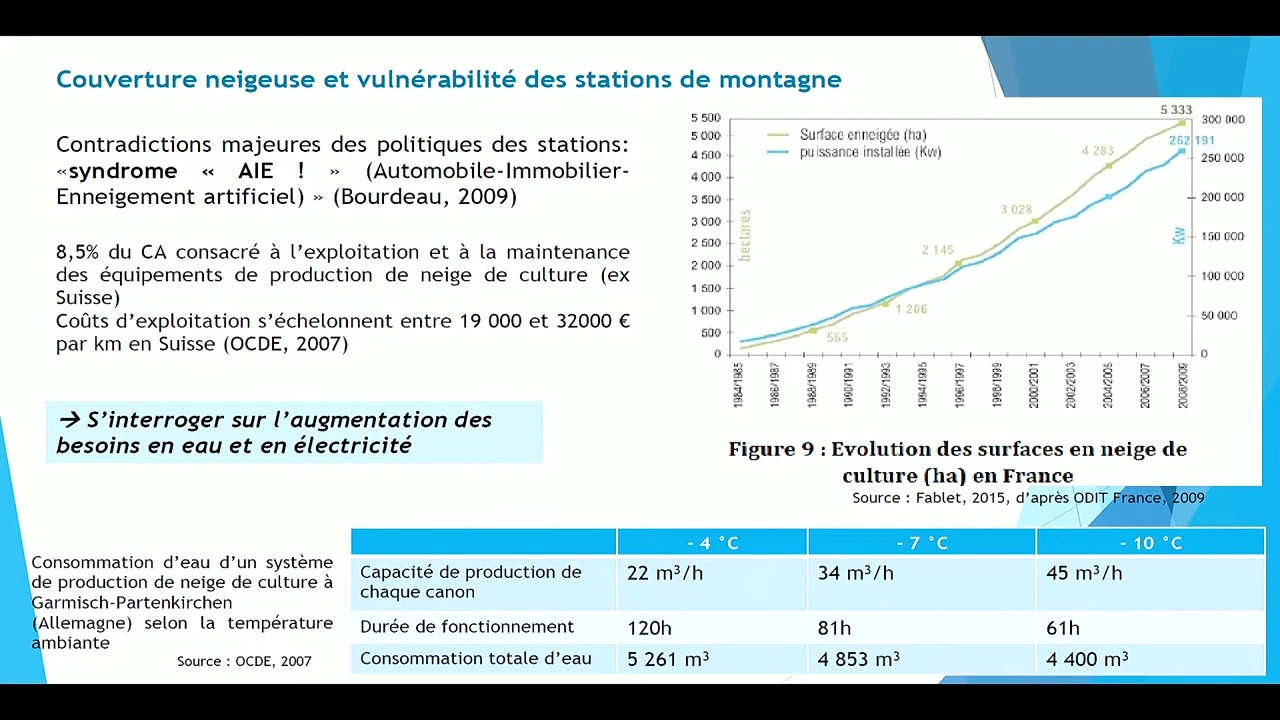 Couverture neigeuse et vulnérabilité des stations de montagne
Contradictions majeures des politiques des stations:
«syndrome « AIE ! » (Automobile-Immobilier-
Enneigement artificiel) » (Bourdeau, 2009)
8,5% du CA consacré à l’exploitation et à la maintenance
des équipements de production de neige de culture (ex
Suisse)
Coûts d’exploitation s’échelonnent entre 19 000 et 32000 €
par km en Suisse (OCDE, 2007)
→ S’interroger sur l’augmentation des
besoins en eau et en électricité
5 333
5 500
5 000
4 500
4 000
3 500
3 000
2 500
2 000
1 500
1 000
500
0
hectares
Surface enneigée (ha)
puissance installée (Kw)
565
1 206
2 145
3 028
4 283
262 191
300 000
250 000
200 000
150 000
100 000
50 000
0
Kw
1984/1985
1986/1987
1988/1989
1990/1991
1992/1993
1994/1995
1996/1997
1998/1999
2000/2001
2002/2003
2004/2005
2006/2007
2008/2009
Figure 9 : Evolution des surfaces en neige de
culture (ha) en France
Source : Fablet, 2015, d’après ODIT France, 2009
Consommation d’eau d’un système
de production de neige de culture à
Garmisch-Partenkirchen
(Allemagne) selon la température
ambiante
Source : OCDE, 2007
- 4 °C - 7 °C - 10 °C
Capacité de production de
chaque canon
22 m³/h 34 m³/h 45 m³/h
Durée de fonctionnement 120h 81h 61h
Consommation totale d’eau 5 261 m³ 4 853 m³ 4 400 m³